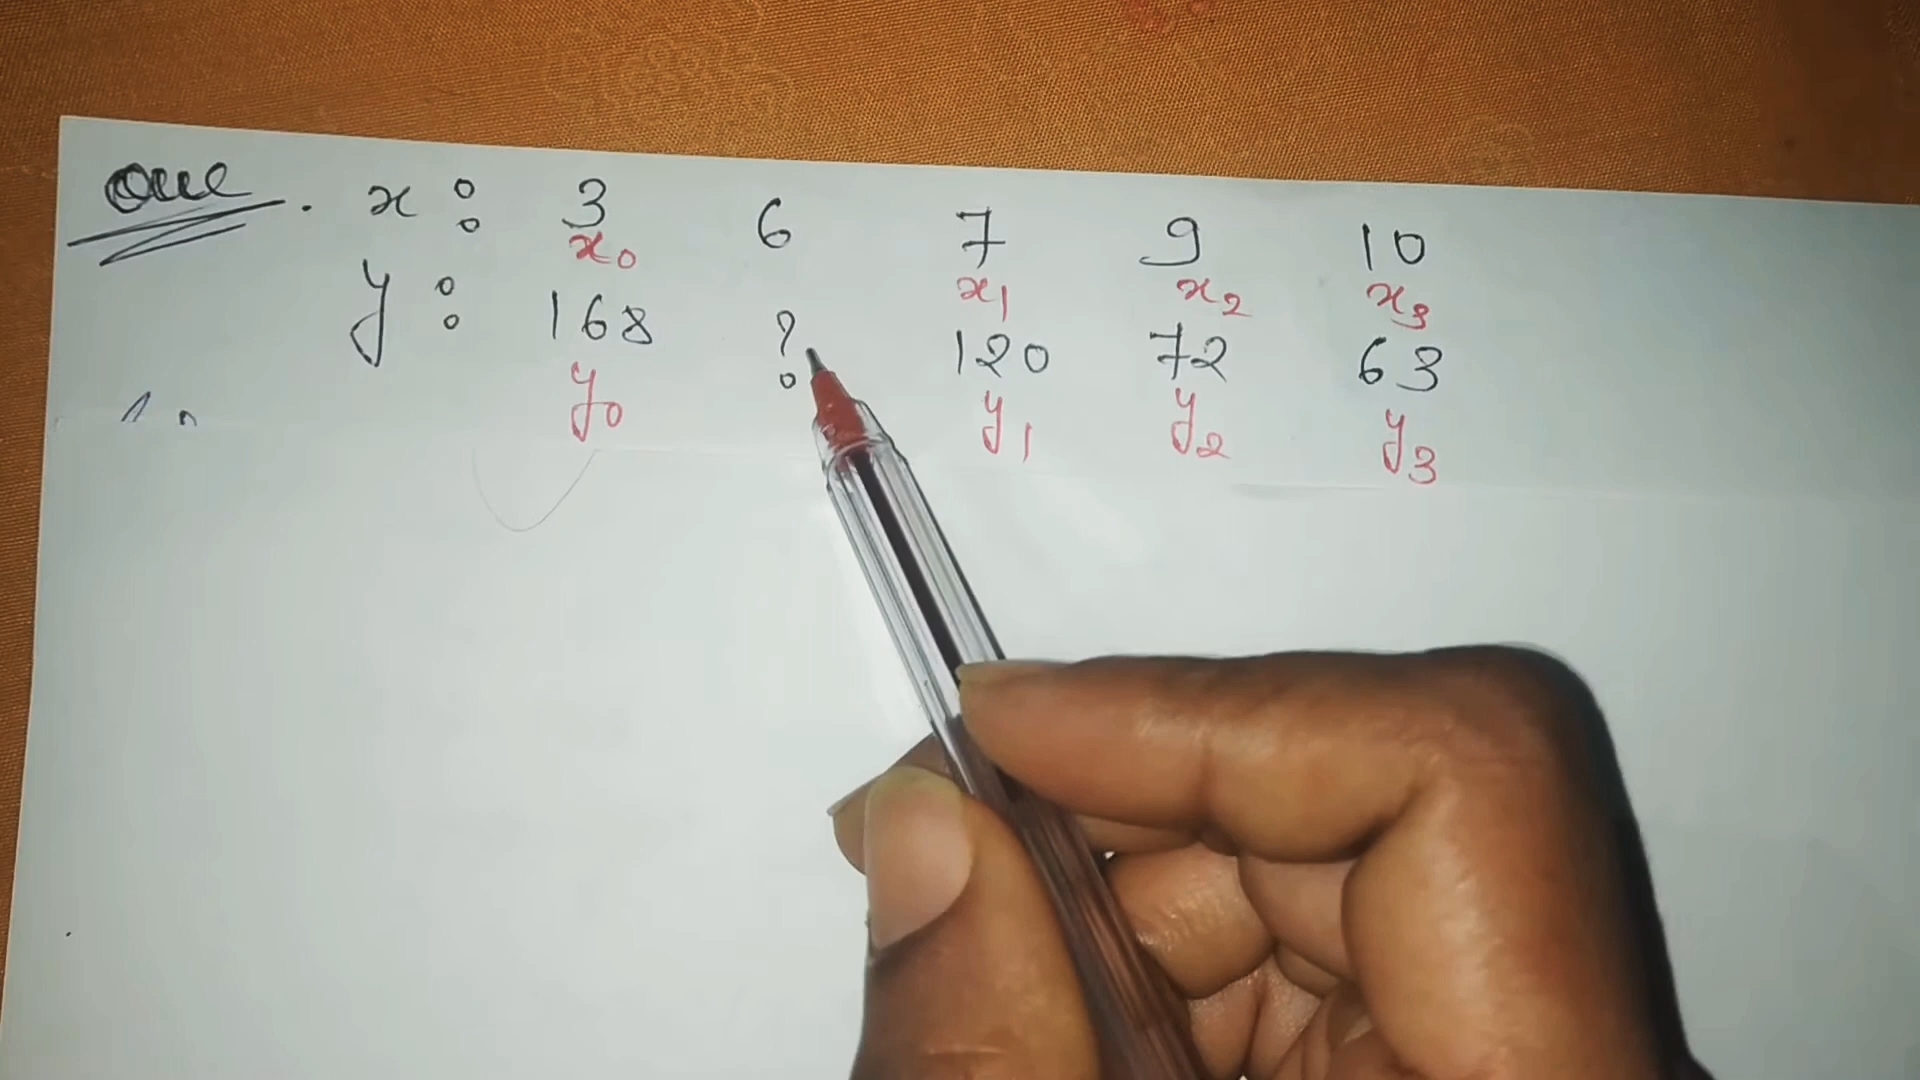 Que. x : 3 6 7 9 10
x0 x1 x2 x3
y : 168 ? 120 72 63
y0 y1 y2 y3